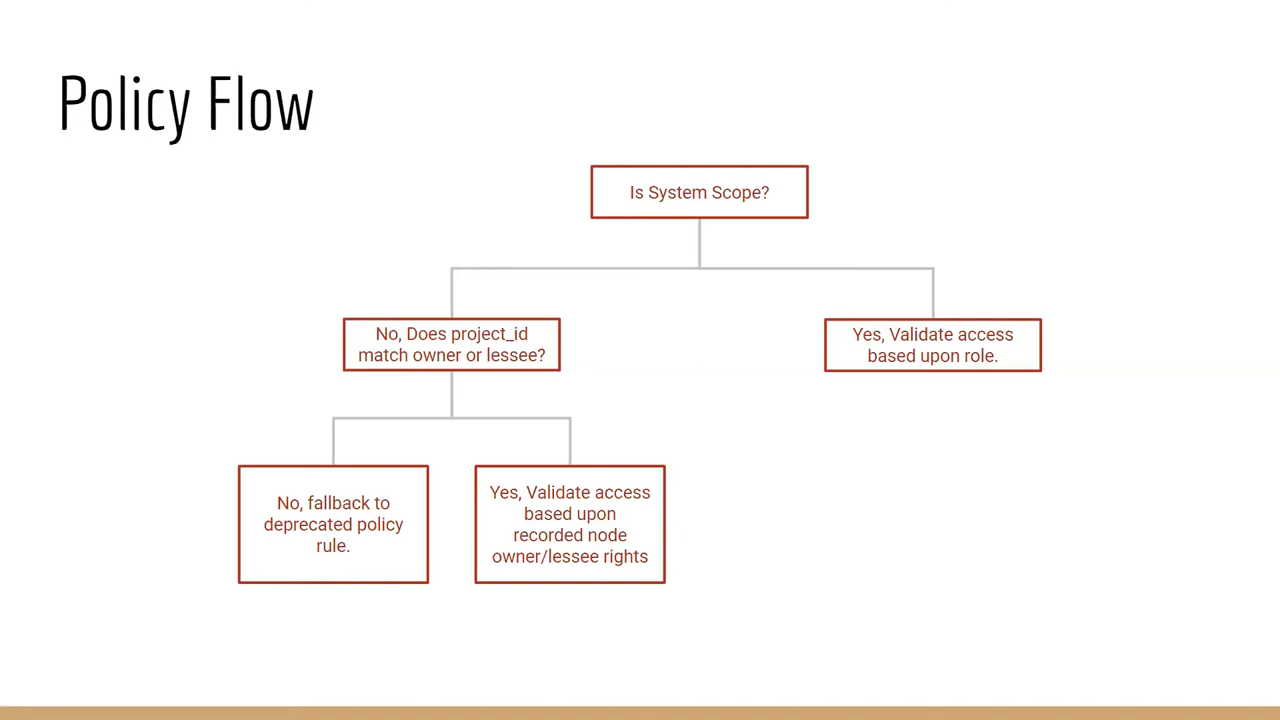 Policy Flow
Is System Scope?
No, Does project_id
match owner or lessee?
Yes, Validate access
based upon role.
No, fallback to
deprecated policy
rule.
Yes, Validate access
based upon
recorded node
owner/lessee rights